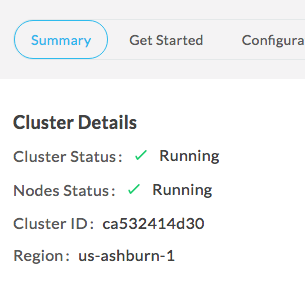 Summary Get Started Configura
Cluster Details
Cluster Status: Running
Nodes Status: Running
Cluster ID: ca532414d30
Region: us-ashburn-1